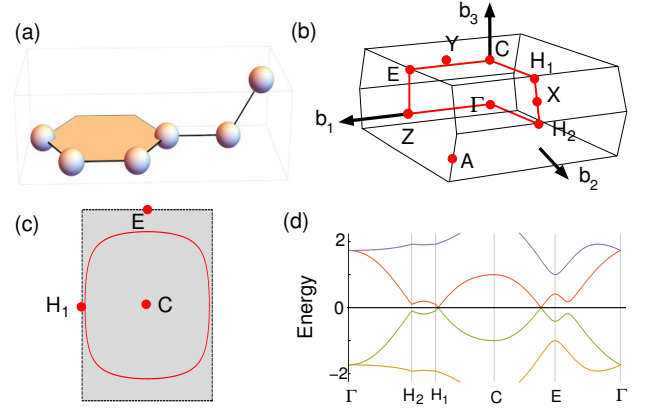 (a)
(b)
b3
Y
C
H1
E
X
Γ
b1
Z
H2
A
b2
(c)
E
H1
C
(d)
Energy
2
0
−2
Γ H2 H1 C E Γ